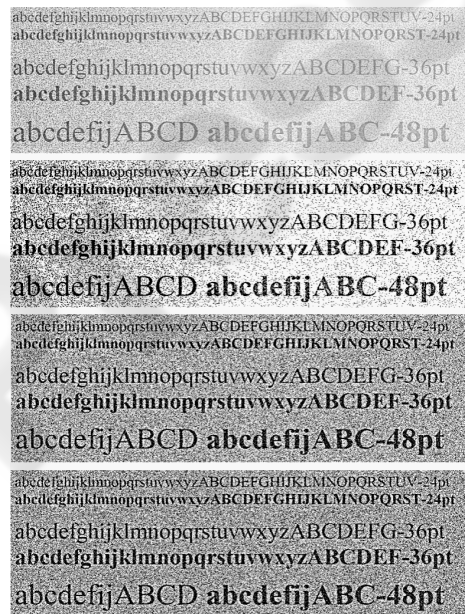 abcdefghijklmnopqrstuvwxyzABCDEFGHIJKLMNOPQRSTUV-24pt
abcdefghijklmnopqrstuvwxyzABCDEFGHIJKLMNOPQRST-24pt
abcdefghijklmnopqrstuvwxyzABCDEFG-36pt
abcdefghijklmnopqrstuvwxyzABCDEF-36pt
abcdefijABCD abcdefijABC-48pt
abcdefghijklmnopqrstuvwxyzABCDEFGHIJKLMNOPQRSTUV-24pt
abcdefghijklmnopqrstuvwxyzABCDEFGHIJKLMNOPQRST-24pt
abcdefghijklmnopqrstuvwxyzABCDEFG-36pt
abcdefghijklmnopqrstuvwxyzABCDEF-36pt
abcdefijABCD abcdefijABC-48pt
abcdefghijklmnopqrstuvwxyzABCDEFGHIJKLMNOPQRSTUV-24pt
abcdefghijklmnopqrstuvwxyzABCDEFGHIJKLMNOPQRST-24pt
abcdefghijklmnopqrstuvwxyzABCDEFG-36pt
abcdefghijklmnopqrstuvwxyzABCDEF-36pt
abcdefijABCD abcdefijABC-48pt
abcdefghijklmnopqrstuvwxyzABCDEFGHIJKLMNOPQRSTUV-24pt
abcdefghijklmnopqrstuvwxyzABCDEFGHIJKLMNOPQRST-24pt
abcdefghijklmnopqrstuvwxyzABCDEFG-36pt
abcdefghijklmnopqrstuvwxyzABCDEF-36pt
abcdefijABCD abcdefijABC-48pt